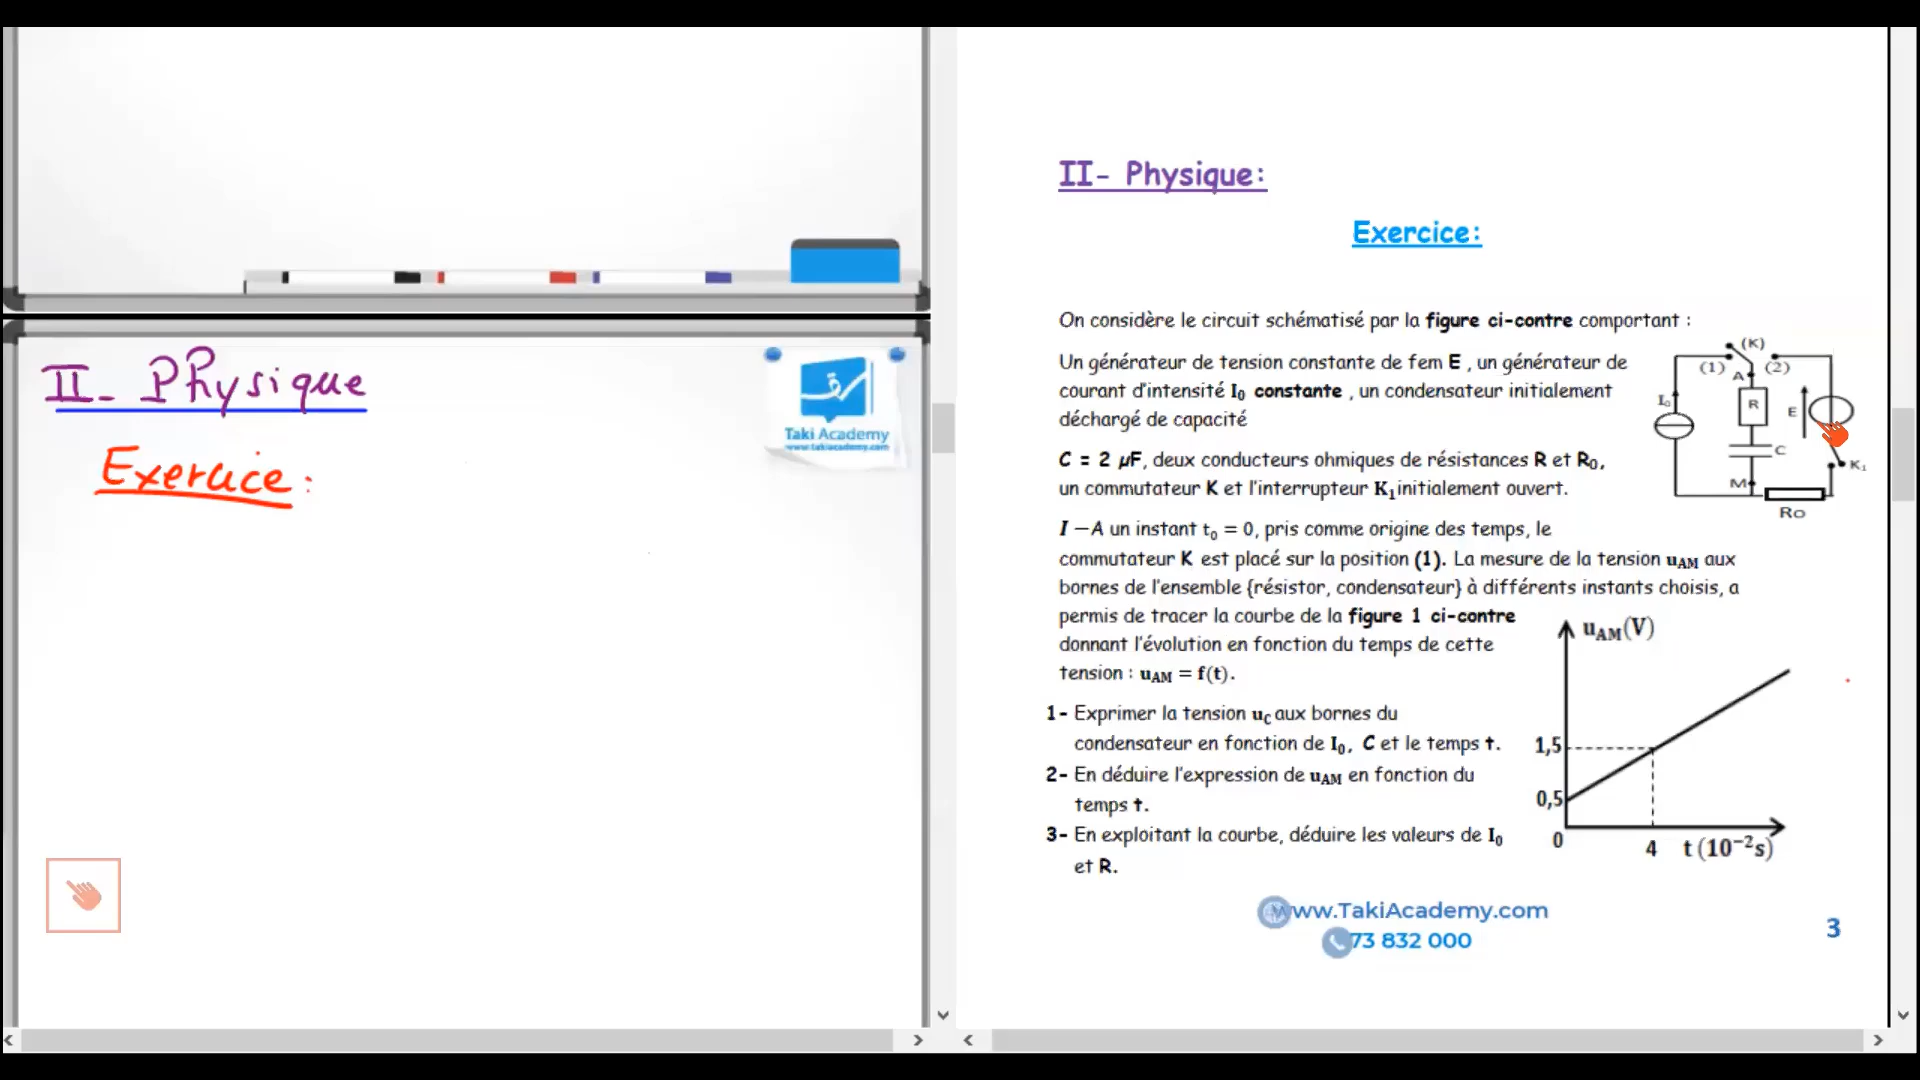 II- Physique
Exercice:
Taki Academy
www.takiacademy.com
II- Physique:
Exercice:
On considère le circuit schématisé par la figure ci-contre comportant :
Un générateur de tension constante de fem E , un générateur de
courant d'intensité I₀ constante , un condensateur initialement
déchargé de capacité
C = 2 µF, deux conducteurs ohmiques de résistances R et R₀,
un commutateur K et l'interrupteur K₁ initialement ouvert.
(K)
(1)
A
(2)
I₀
R
E
C
M
K₁
Ro
I –A un instant t₀ = 0, pris comme origine des temps, le
commutateur K est placé sur la position (1). La mesure de la tension uAM aux
bornes de l'ensemble {résistor, condensateur} à différents instants choisis, a
permis de tracer la courbe de la figure 1 ci-contre
donnant l'évolution en fonction du temps de cette
tension : uAM = f(t).
1- Exprimer la tension uC aux bornes du
condensateur en fonction de I₀, C et le temps t.
2- En déduire l'expression de uAM en fonction du
temps t.
3- En exploitant la courbe, déduire les valeurs de I₀
et R.
uAM(V)
1,5
0,5
0
4
t (10⁻²s)
www.TakiAcademy.com
73 832 000
3